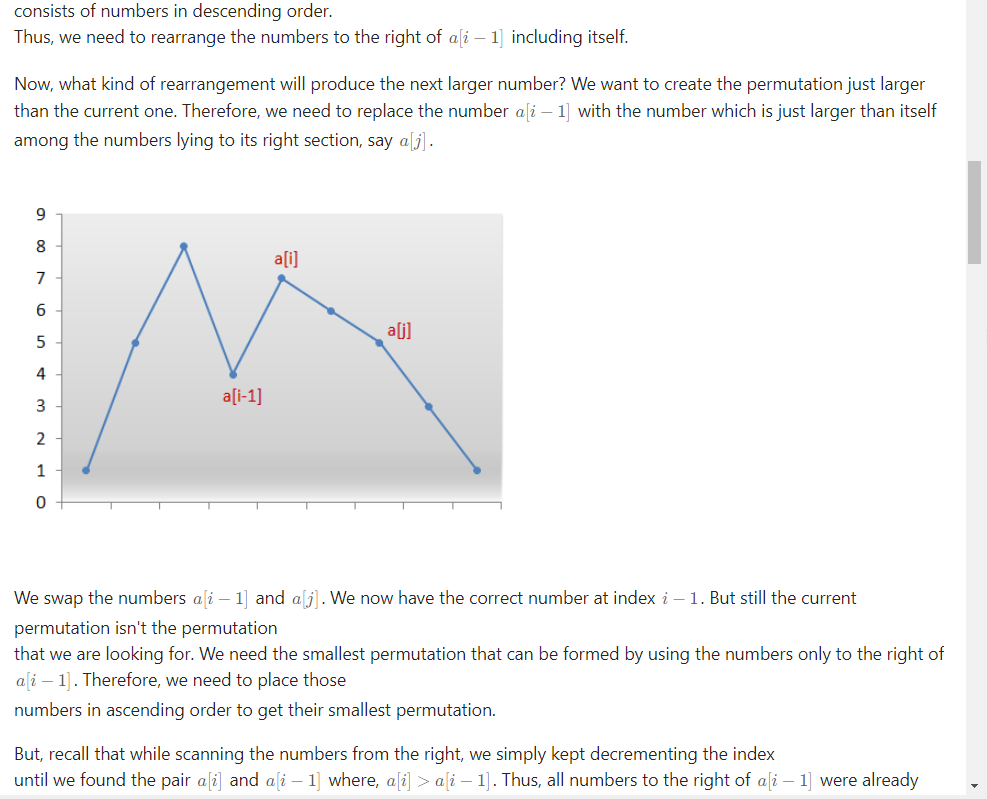 consists of numbers in descending order.
Thus, we need to rearrange the numbers to the right of a[i − 1] including itself.
Now, what kind of rearrangement will produce the next larger number? We want to create the permutation just larger
than the current one. Therefore, we need to replace the number a[i − 1] with the number which is just larger than itself
among the numbers lying to its right section, say a[j].
9
8
7
6
5
4
3
2
1
0
a[i]
a[j]
a[i-1]
We swap the numbers a[i − 1] and a[j]. We now have the correct number at index i − 1. But still the current
permutation isn't the permutation
that we are looking for. We need the smallest permutation that can be formed by using the numbers only to the right of
a[i − 1]. Therefore, we need to place those
numbers in ascending order to get their smallest permutation.
But, recall that while scanning the numbers from the right, we simply kept decrementing the index
until we found the pair a[i] and a[i − 1] where, a[i] > a[i − 1]. Thus, all numbers to the right of a[i − 1] were already